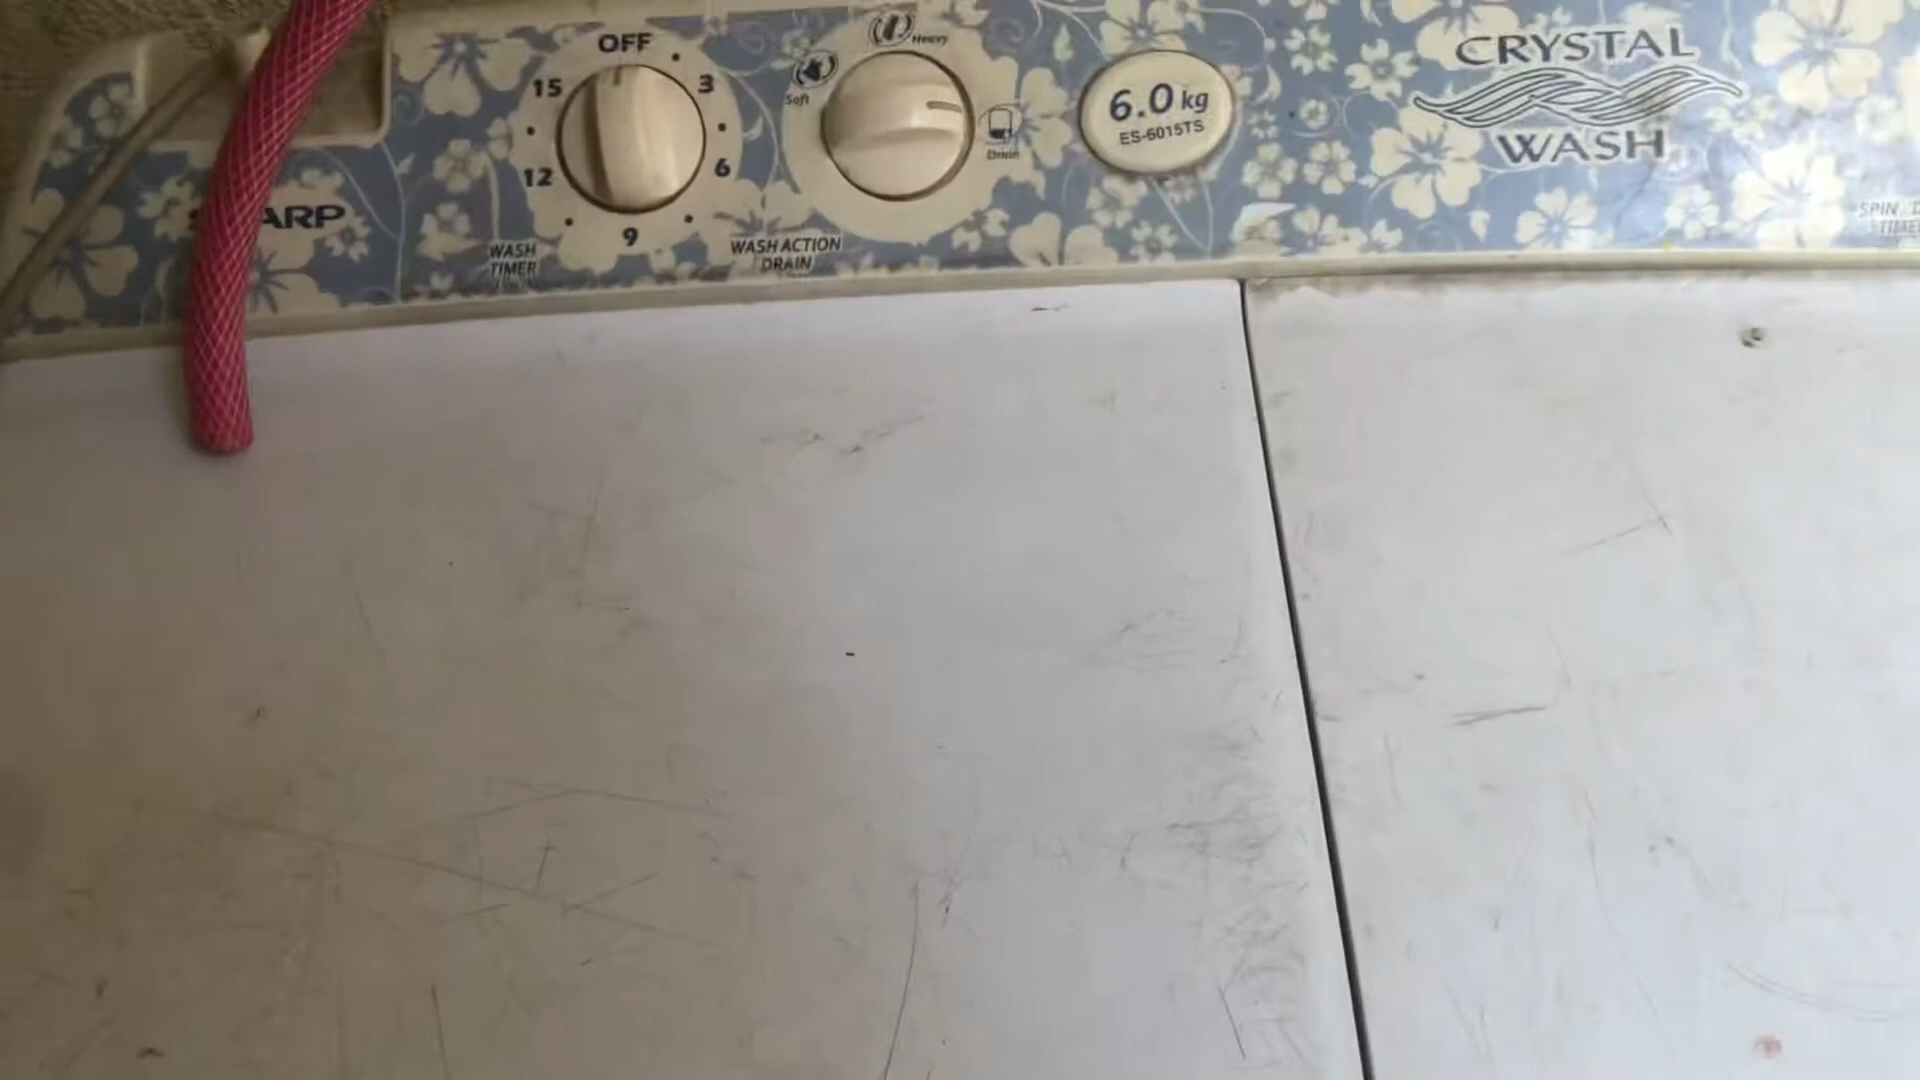 OFF
15
3
12
6
9
WASH
TIMER
Heavy
Soft
Drain
WASH ACTION
DRAIN
6.0 kg
ES-6015TS
CRYSTAL
WASH
SPIN
ARP